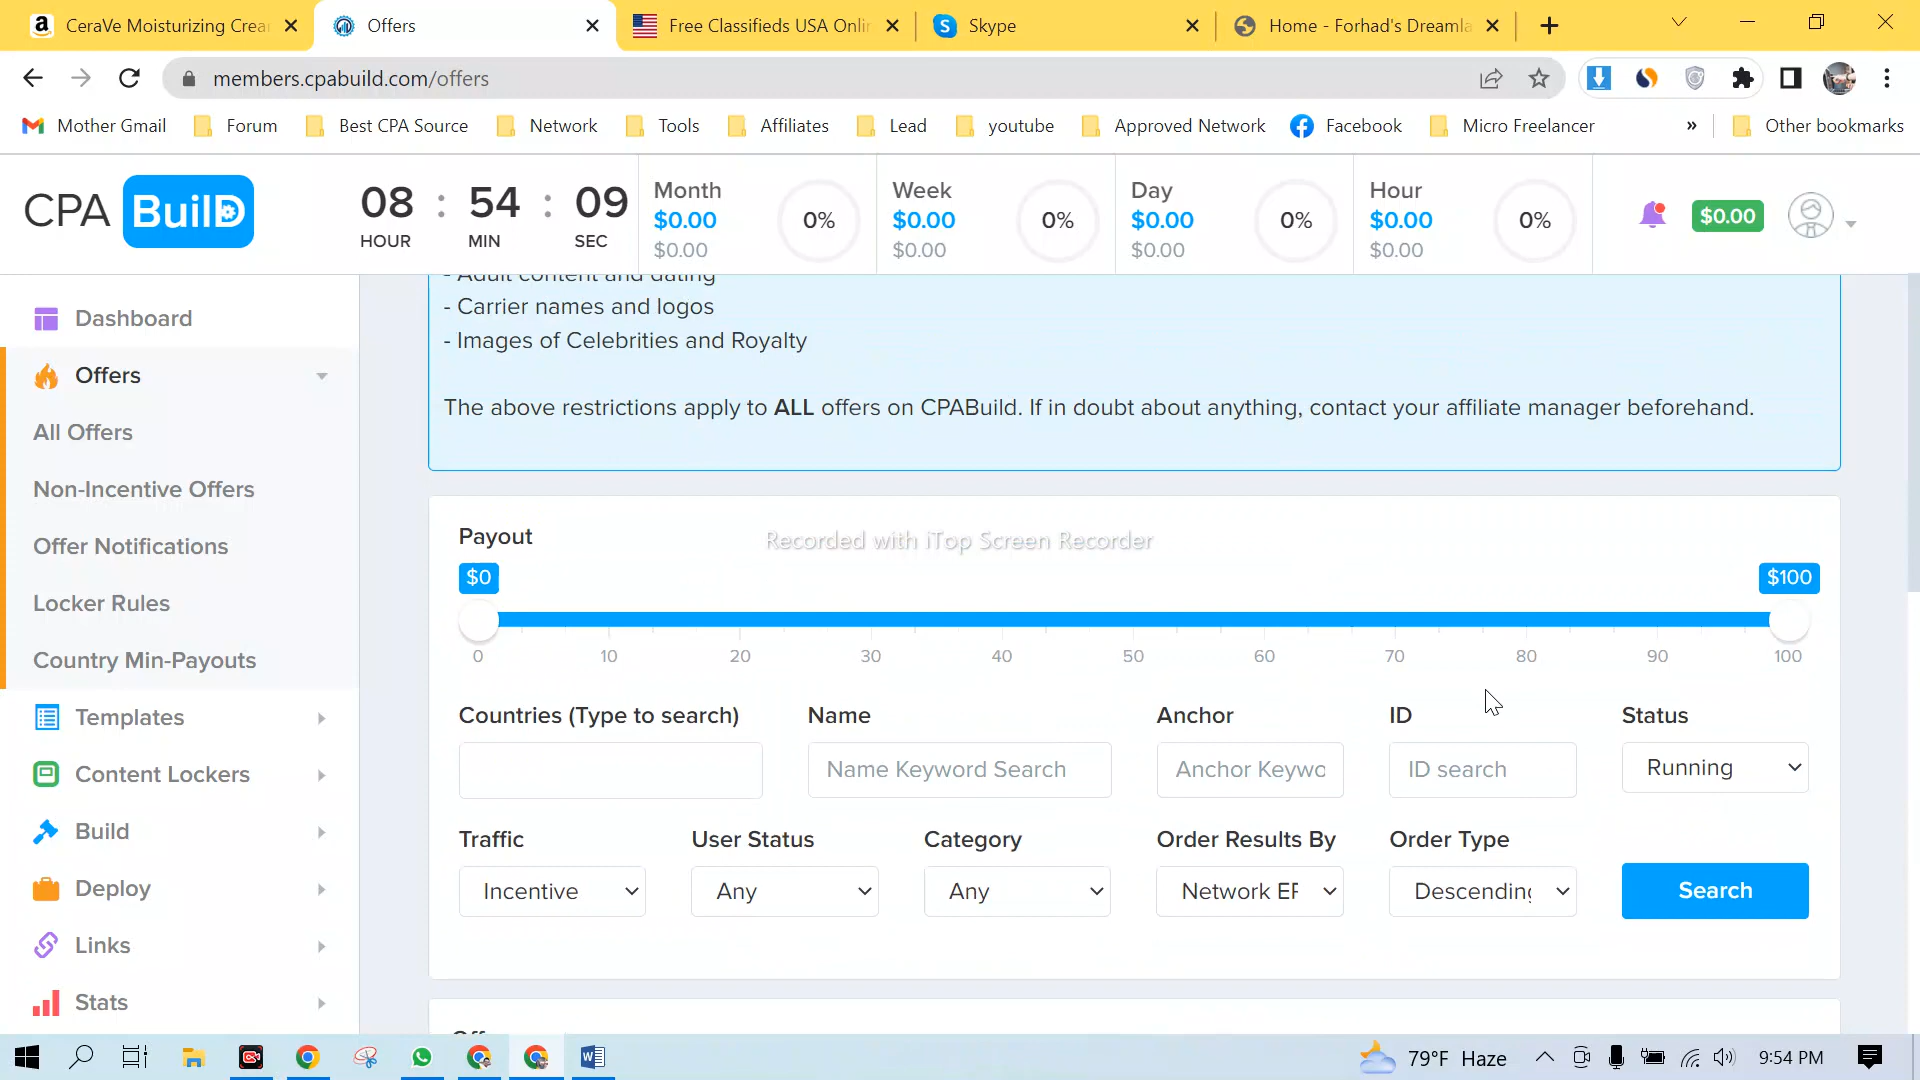 CeraVe Moisturizing Crea
Offers
Free Classifieds USA Onlin
Skype
Home - Forhad's Dreamla
members.cpabuild.com/offers
Mother Gmail
Forum
Best CPA Source
Network
Tools
Affiliates
Lead
youtube
Approved Network
Facebook
Micro Freelancer
»
Other bookmarks
CPA BuilD
08 : 54 : 09
HOUR MIN SEC
Month
$0.00
$0.00
0%
Week
$0.00
$0.00
0%
Day
$0.00
$0.00
0%
Hour
$0.00
$0.00
0%
$0.00
Dashboard
Offers
All Offers
Non-Incentive Offers
Offer Notifications
Locker Rules
Country Min-Payouts
Templates
Content Lockers
Build
Deploy
Links
Stats
- Adult content and dating
- Carrier names and logos
- Images of Celebrities and Royalty
The above restrictions apply to ALL offers on CPABuild. If in doubt about anything, contact your affiliate manager beforehand.
Payout
Recorded with iTop Screen Recorder
$0 $100
0 10 20 30 40 50 60 70 80 90 100
Countries (Type to search) Name Anchor ID Status
Name Keyword Search Anchor Keywo ID search Running
Traffic User Status Category Order Results By Order Type
Incentive Any Any Network EP Descending Search
79°F Haze
9:54 PM